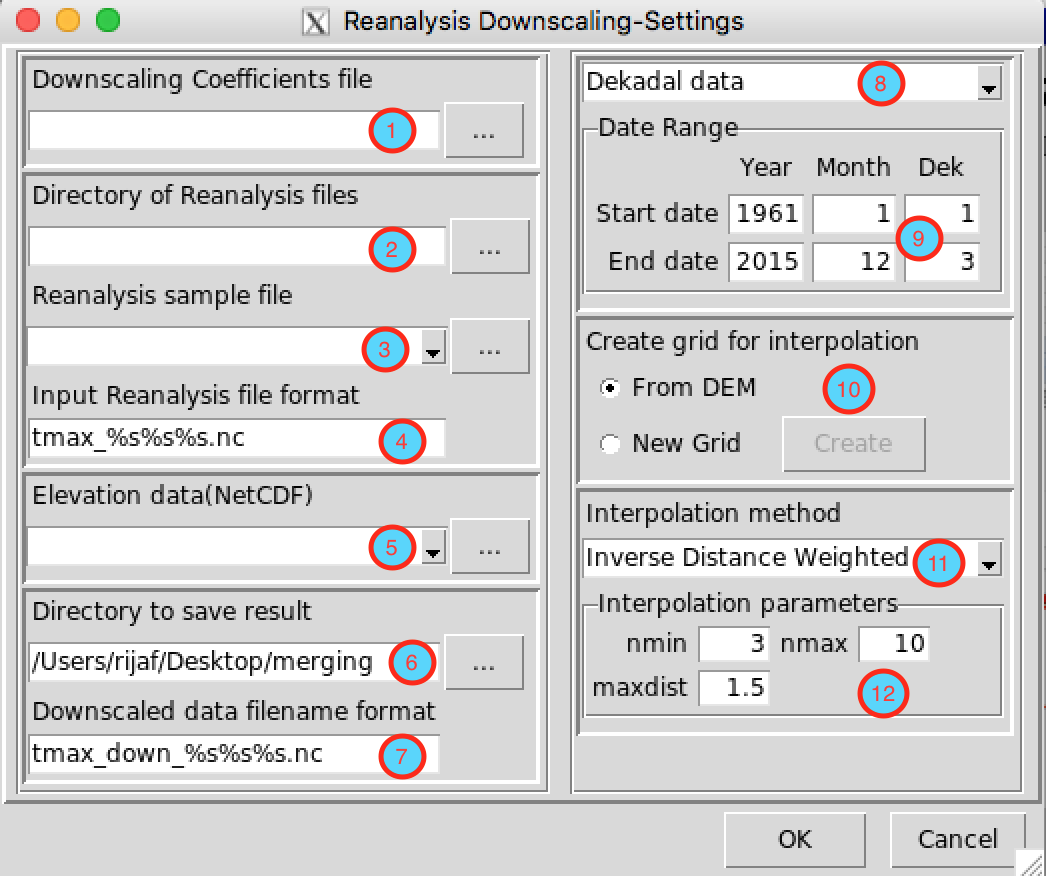 Reanalysis Downscaling-Settings
Downscaling Coefficients file
1
...
Directory of Reanalysis files
2
...
Reanalysis sample file
3
...
Input Reanalysis file format
tmax_%s%s%s.nc
4
Elevation data(NetCDF)
5
...
Directory to save result
/Users/rijaf/Desktop/merging
6
...
Downscaled data filename format
tmax_down_%s%s%s.nc
7
Dekadal data
8
Date Range
Year Month Dek
Start date 1961 1 1
9
End date 2015 12 3
Create grid for interpolation
From DEM
10
New Grid Create
Interpolation method
Inverse Distance Weighted
11
Interpolation parameters
nmin 3 nmax 10
maxdist 1.5
12
OK Cancel